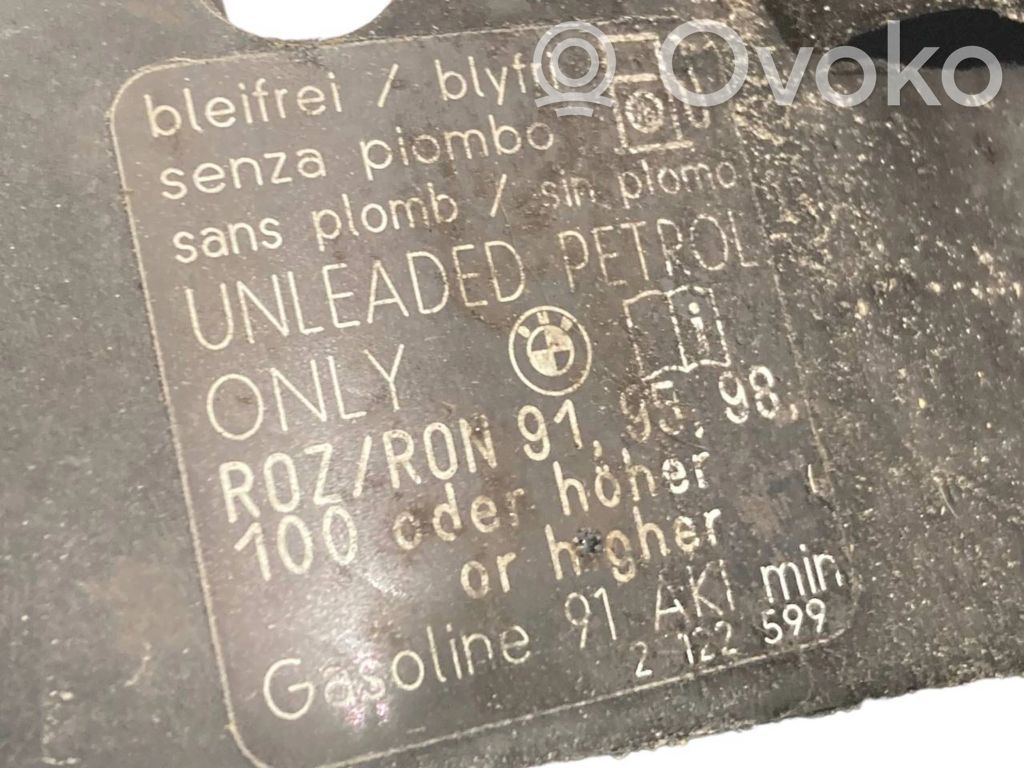 Ovoko
bleifrei / blyfri
senza piombo
sans plomb / sin plomo
UNLEADED PETROL
ONLY
ROZ/RON 91, 95, 98,
100 oder höher
or higher
Gasoline 91 AKI min
2 122 599